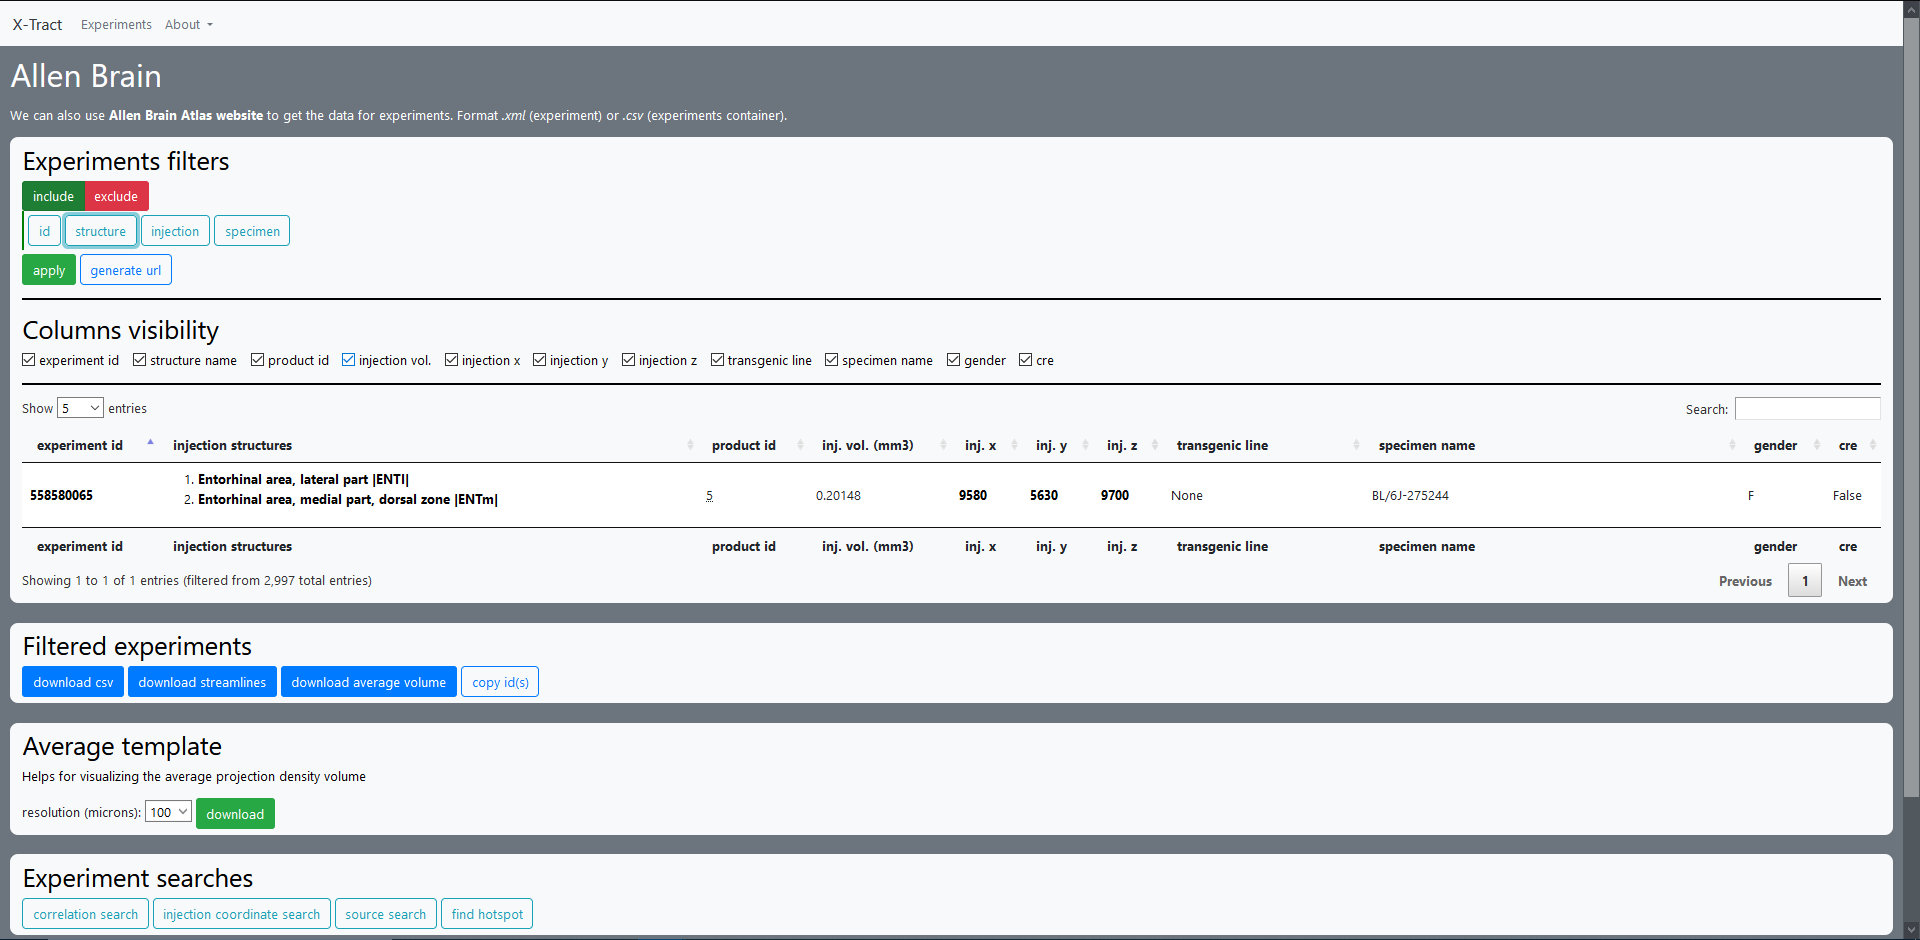 X-Tract Experiments About
Allen Brain
We can also use Allen Brain Atlas website to get the data for experiments. Format .xml (experiment) or .csv (experiments container).
Experiments filters
include exclude
id structure injection specimen
apply generate url
Columns visibility
experiment id structure name product id injection vol. injection x injection y injection z transgenic line specimen name gender cre
Show 5 entries Search:
experiment id injection structures product id inj. vol. (mm3) inj. x inj. y inj. z transgenic line specimen name gender cre
1. Entorhinal area, lateral part |ENTl|
558580065 2. Entorhinal area, medial part, dorsal zone |ENTm| 5 0.20148 9580 5630 9700 None BL/6J-275244 F False
experiment id injection structures product id inj. vol. (mm3) inj. x inj. y inj. z transgenic line specimen name gender cre
Showing 1 to 1 of 1 entries (filtered from 2,997 total entries) Previous 1 Next
Filtered experiments
download csv download streamlines download average volume copy id(s)
Average template
Helps for visualizing the average projection density volume
resolution (microns): 100 download
Experiment searches
correlation search injection coordinate search source search find hotspot